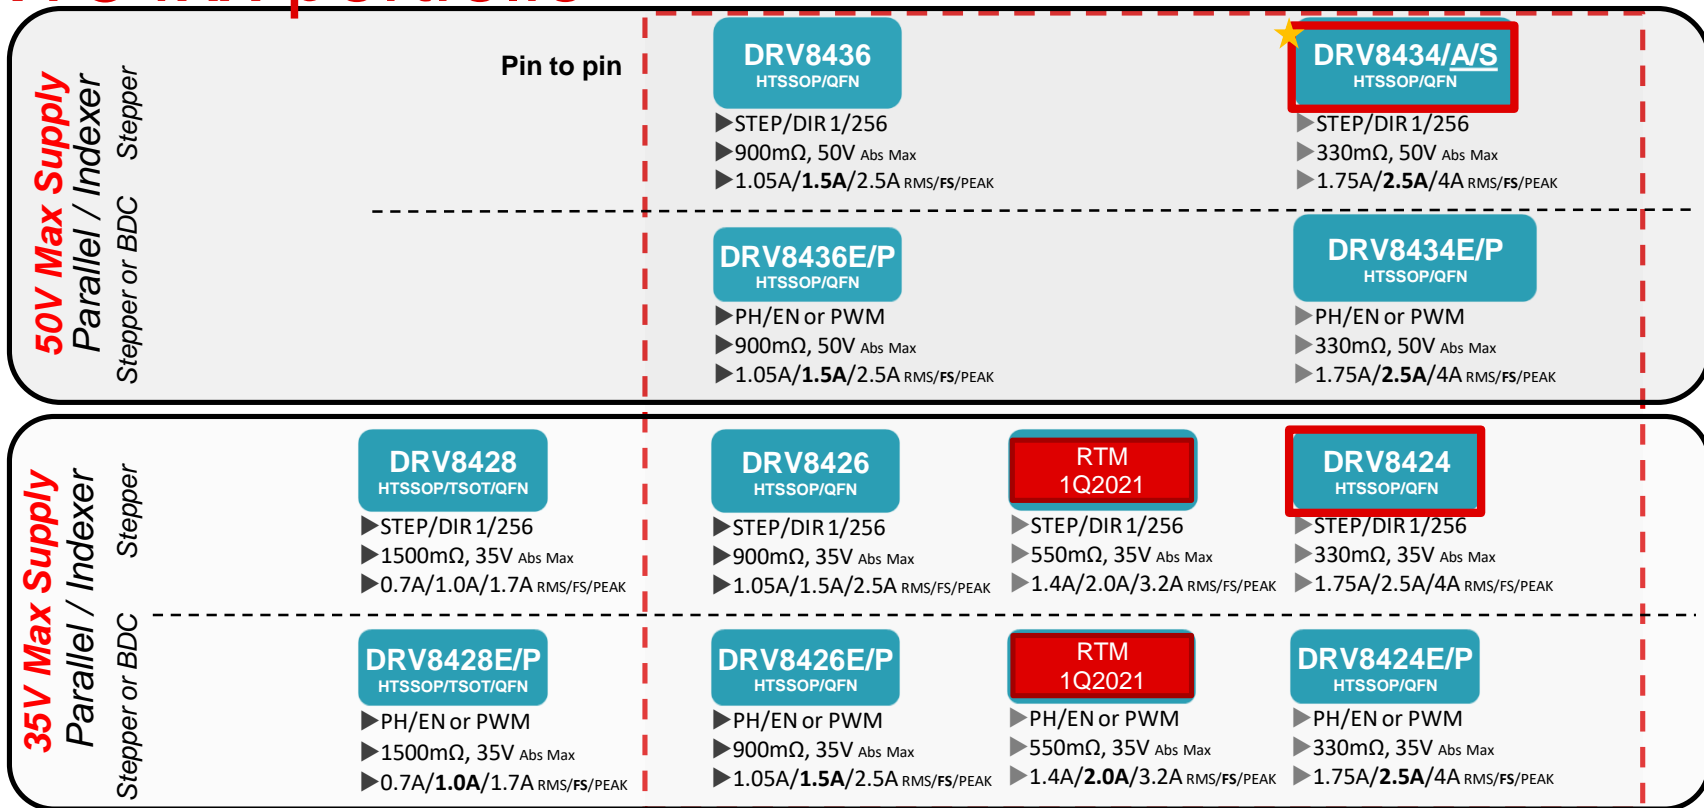 Pin to pin
50V Max Supply
Parallel / Indexer
Stepper
Stepper or BDC
DRV8436
HTSSOP/QFN
STEP/DIR 1/256
900mΩ, 50V Abs Max
1.05A/1.5A/2.5A RMS/FS/PEAK
DRV8434/A/S
HTSSOP/QFN
STEP/DIR 1/256
330mΩ, 50V Abs Max
1.75A/2.5A/4A RMS/FS/PEAK
DRV8436E/P
HTSSOP/QFN
PH/EN or PWM
900mΩ, 50V Abs Max
1.05A/1.5A/2.5A RMS/FS/PEAK
DRV8434E/P
HTSSOP/QFN
PH/EN or PWM
330mΩ, 50V Abs Max
1.75A/2.5A/4A RMS/FS/PEAK
35V Max Supply
Parallel / Indexer
Stepper
Stepper or BDC
DRV8428
HTSSOP/TSOT/QFN
STEP/DIR 1/256
1500mΩ, 35V Abs Max
0.7A/1.0A/1.7A RMS/FS/PEAK
DRV8426
HTSSOP/QFN
STEP/DIR 1/256
900mΩ, 35V Abs Max
1.05A/1.5A/2.5A RMS/FS/PEAK
RTM
1Q2021
STEP/DIR 1/256
550mΩ, 35V Abs Max
1.4A/2.0A/3.2A RMS/FS/PEAK
DRV8424
HTSSOP/QFN
STEP/DIR 1/256
330mΩ, 35V Abs Max
1.75A/2.5A/4A RMS/FS/PEAK
DRV8428E/P
HTSSOP/TSOT/QFN
PH/EN or PWM
1500mΩ, 35V Abs Max
0.7A/1.0A/1.7A RMS/FS/PEAK
DRV8426E/P
HTSSOP/QFN
PH/EN or PWM
900mΩ, 35V Abs Max
1.05A/1.5A/2.5A RMS/FS/PEAK
RTM
1Q2021
PH/EN or PWM
550mΩ, 35V Abs Max
1.4A/2.0A/3.2A RMS/FS/PEAK
DRV8424E/P
HTSSOP/QFN
PH/EN or PWM
330mΩ, 35V Abs Max
1.75A/2.5A/4A RMS/FS/PEAK